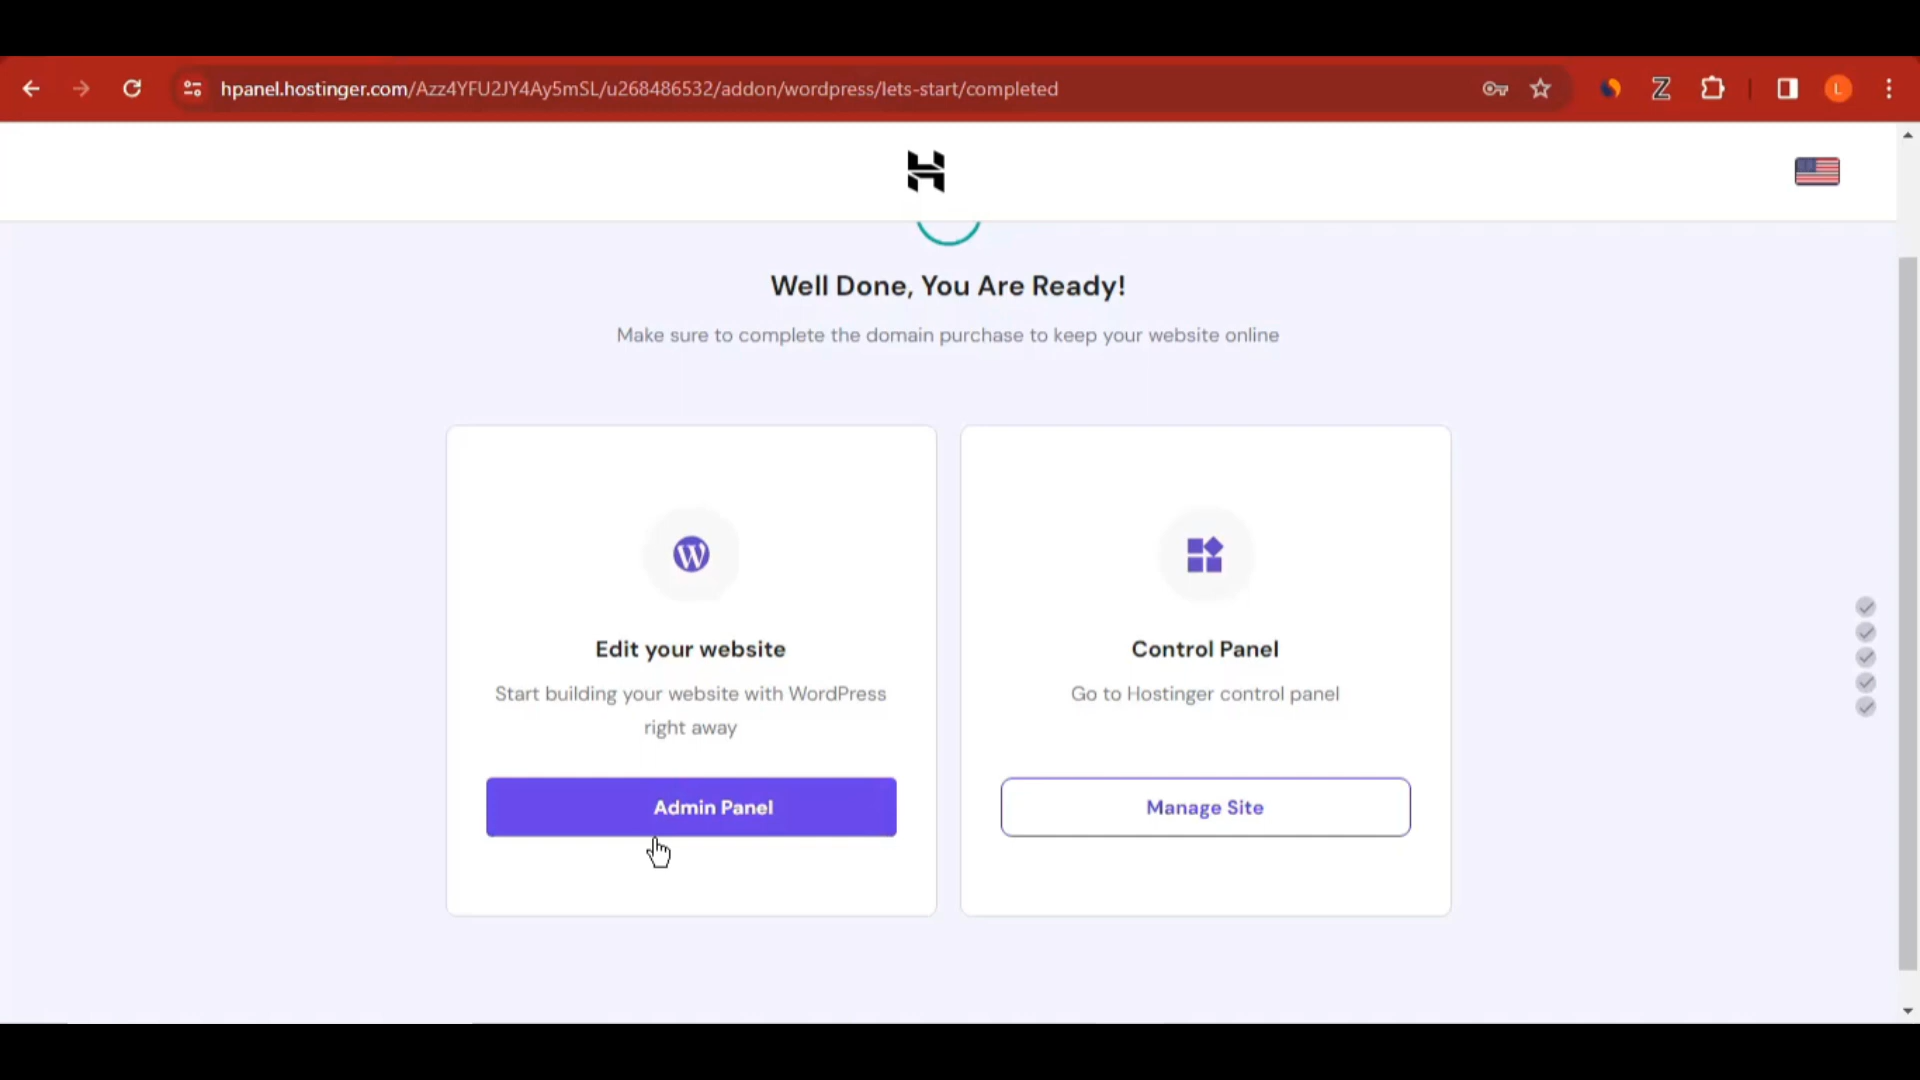 hpanel.hostinger.com/Azz4YFU2JY4Ay5mSL/u268486532/addon/wordpress/lets-start/completed
L
Well Done, You Are Ready!
Make sure to complete the domain purchase to keep your website online
Edit your website
Start building your website with WordPress
right away
Admin Panel
Control Panel
Go to Hostinger control panel
Manage Site